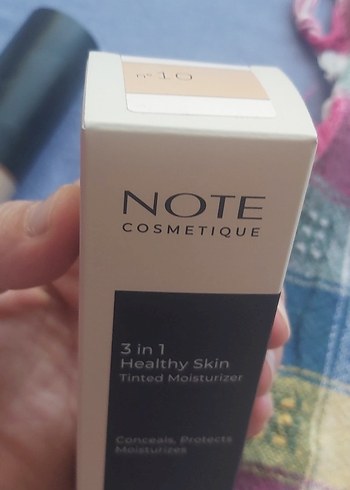 n°10
NOTE
COSMETIQUE
3 in 1
Healthy Skin
Tinted Moisturizer
Conceals, Protects
Moisturizes